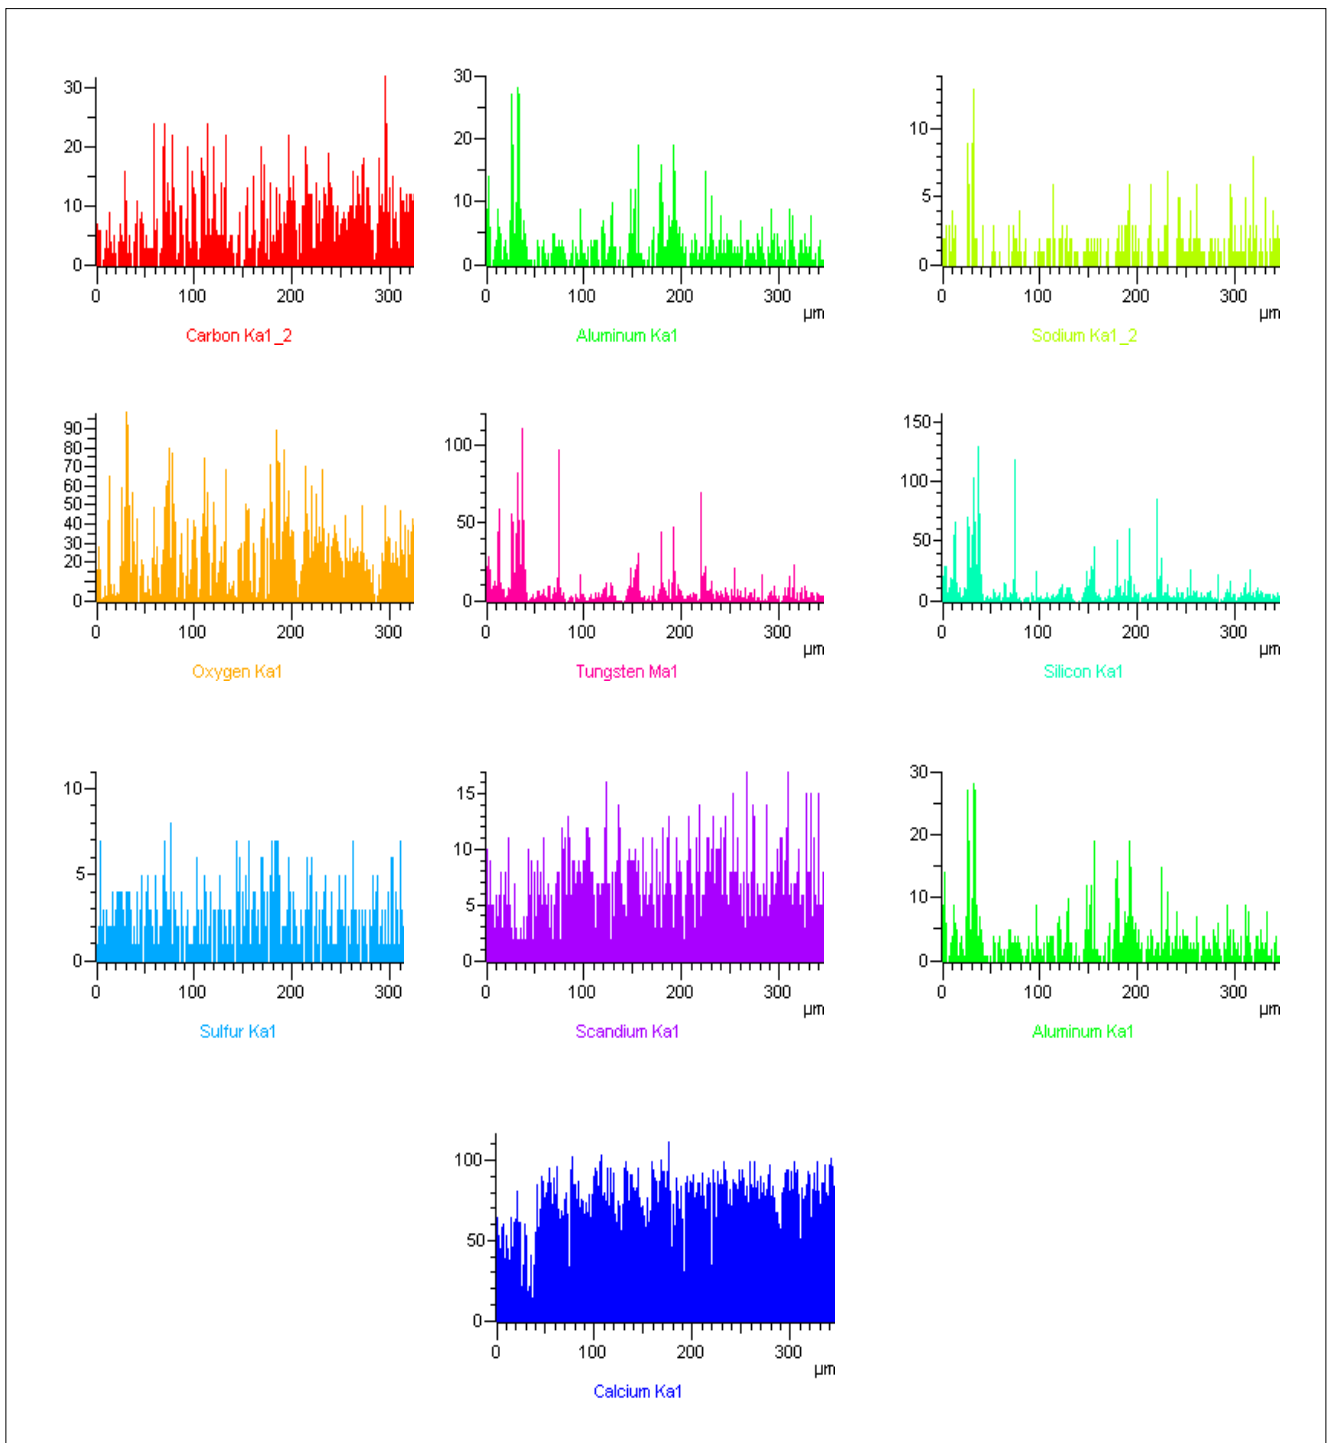 30
20
10
0
0 100 200 300
Carbon Ka1_2
30
20
10
0
0 100 200 300
µm
Aluminum Ka1
10
5
0
0 100 200 300
µm
Sodium Ka1_2
90
80
70
60
50
40
30
20
0
0 100 200 300
Oxygen Ka1
100
50
0
0 100 200 300
µm
Tungsten Ma1
150
100
50
0
0 100 200 300
µm
Silicon Ka1
10
5
0
0 100 200 300
Sulfur Ka1
15
10
5
0
0 100 200 300
µm
Scandium Ka1
30
20
10
0
0 100 200 300
µm
Aluminum Ka1
100
50
0
0 100 200 300
µm
Calcium Ka1